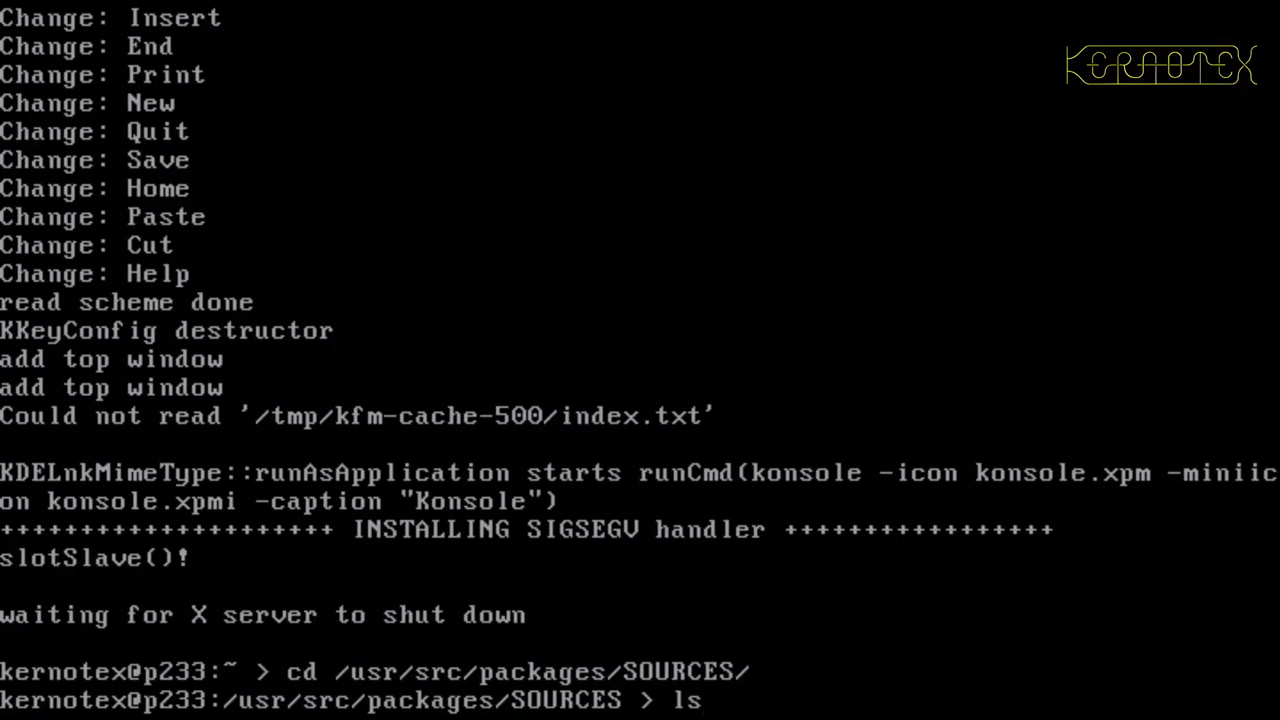 Change: Insert
Change: End
KERNOTEX
Change: Print
Change: New
Change: Quit
Change: Save
Change: Home
Change: Paste
Change: Cut
Change: Help
read scheme done
KKeyConfig destructor
add top window
add top window
Could not read '/tmp/kfm-cache-500/index.txt'
KDELnkMimeType::runAsApplication starts runCmd(konsole -icon konsole.xpm -miniic
on konsole.xpmi -caption "Konsole")
+++++++++++++++++++++ INSTALLING SIGSEGV handler +++++++++++++++++
slotSlave()!
waiting for X server to shut down
kernotex@p233:~ > cd /usr/src/packages/SOURCES/
kernotex@p233:/usr/src/packages/SOURCES > ls